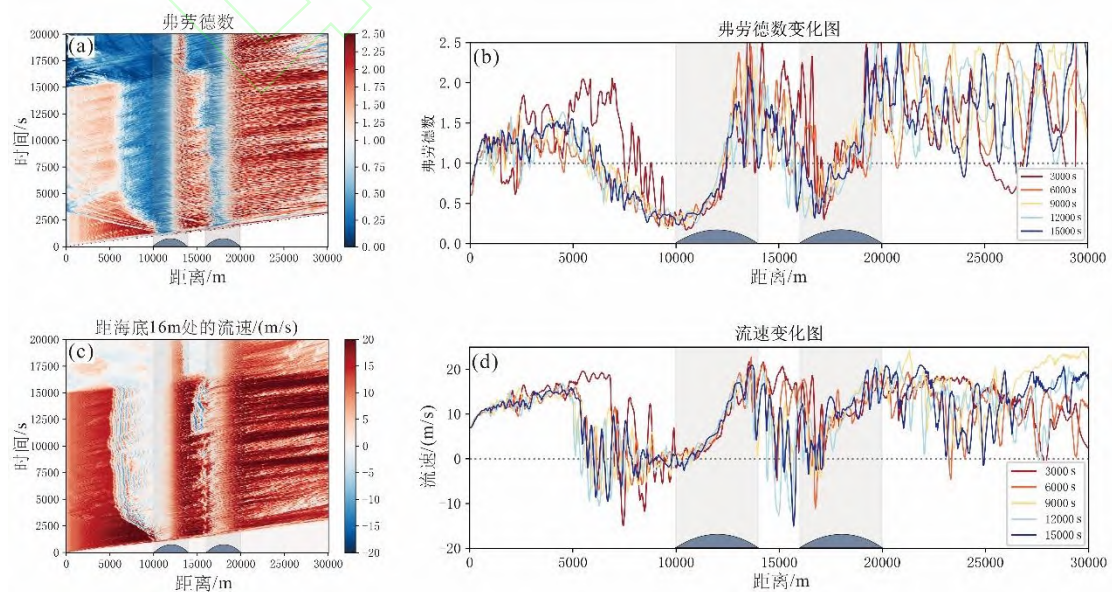 弗劳德数
(a)
时间/s
20000
17500
15000
12500
10000
7500
5000
2500
0
0 5000 10000 15000 20000 25000 30000
距离/m
2.50
2.25
2.00
1.75
1.50
1.25
1.00
0.75
0.50
0.25
0.00
弗劳德数变化图
(b)
弗劳德数
2.5
2.0
1.5
1.0
0.5
0.0
0 5000 10000 15000 20000 25000 30000
距离/m
3000 s
6000 s
9000 s
12000 s
15000 s
距海底16m处的流速/(m/s)
(c)
时间/s
20000
17500
15000
12500
10000
7500
5000
2500
0
0 5000 10000 15000 20000 25000 30000
距离/m
20
15
10
5
0
-5
-10
-15
-20
流速变化图
(d)
流速/(m/s)
20
10
0
-10
-20
0 5000 10000 15000 20000 25000 30000
距离/m
3000 s
6000 s
9000 s
12000 s
15000 s